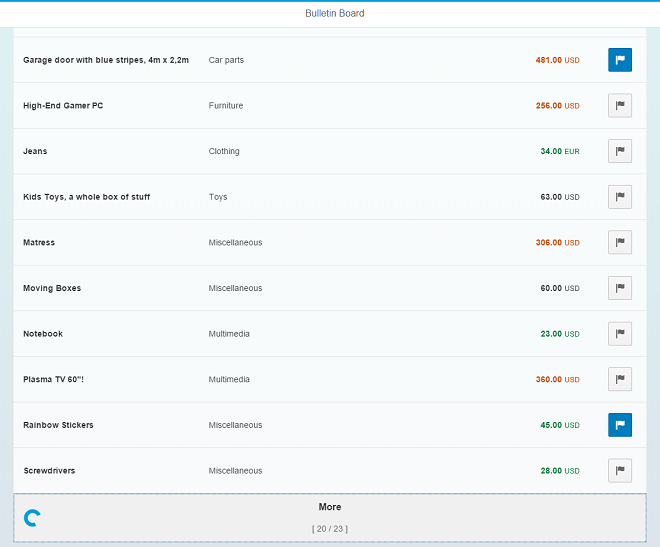 Bulletin Board
Garage door with blue stripes, 4m x 2,2m Car parts 481.00 USD
High-End Gamer PC Furniture 256.00 USD
Jeans Clothing 34.00 EUR
Kids Toys, a whole box of stuff Toys 63.00 USD
Matress Miscellaneous 306.00 USD
Moving Boxes Miscellaneous 60.00 USD
Notebook Multimedia 23.00 USD
Plasma TV 60"! Multimedia 360.00 USD
Rainbow Stickers Miscellaneous 45.00 USD
Screwdrivers Miscellaneous 28.00 USD
More
[ 20 / 23 ]